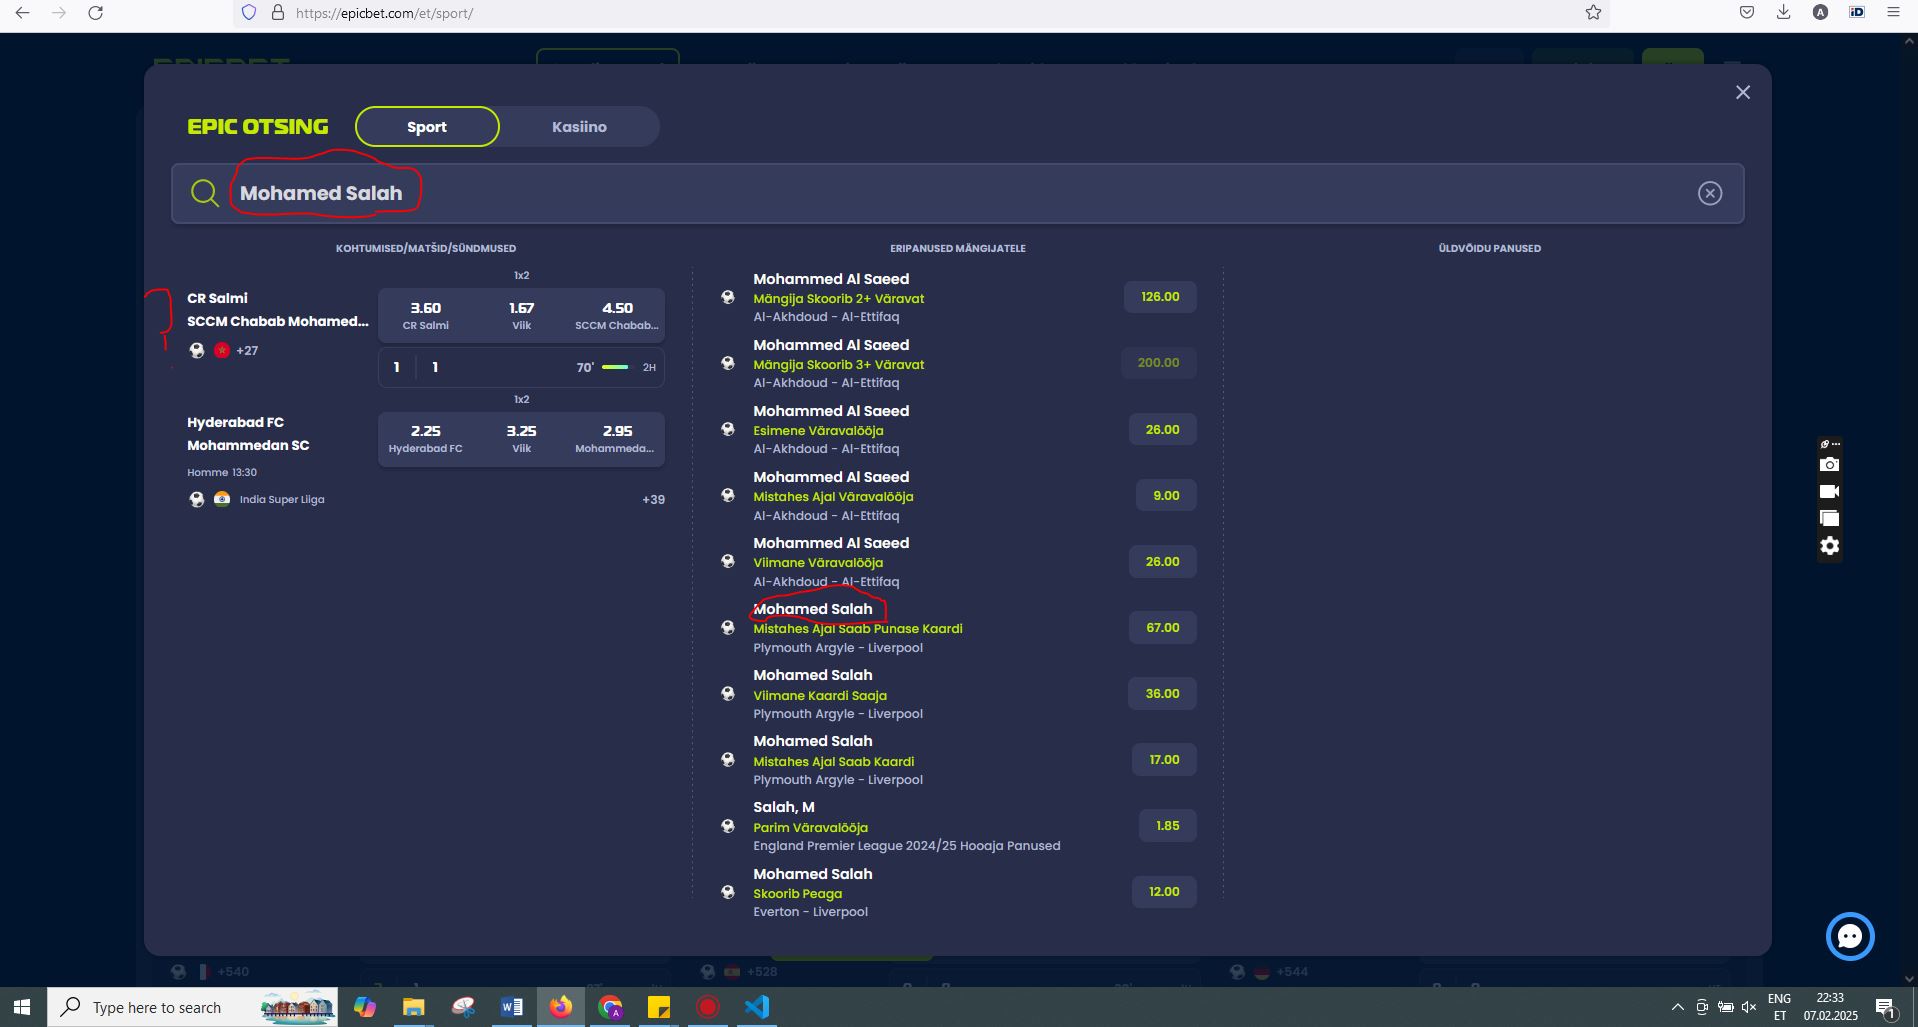 https://epicbet.com/et/sport/
EPIC OTSING
Sport
Kasiino
Mohamed Salah
KOHTUMISED/MATŠID/SÜNDMUSED
1x2
CR Salmi
SCCM Chabab Mohamed...
3.60
CR Salmi
1.67
Viik
4.50
SCCM Chabab...
+27
1
1
70'
2H
1x2
Hyderabad FC
Mohammedan SC
2.25
Hyderabad FC
3.25
Viik
2.95
Mohammeda...
Homme 13:30
India Super Lliga
+39
ERIPANUSED MÄNGIJATELE
Mohammed Al Saeed
Mängija Skoorib 2+ Väravat
Al-Akhdoud - Al-Ettifaq
126.00
Mohammed Al Saeed
Mängija Skoorib 3+ Väravat
Al-Akhdoud - Al-Ettifaq
200.00
Mohammed Al Saeed
Esimene Väravalööja
Al-Akhdoud - Al-Ettifaq
26.00
Mohammed Al Saeed
Mistahes Ajal Väravalööja
Al-Akhdoud - Al-Ettifaq
9.00
Mohammed Al Saeed
Viimane Väravalööja
Al-Akhdoud - Al-Ettifaq
26.00
Mohamed Salah
Mistahes Ajal Saab Punase Kaardi
Plymouth Argyle - Liverpool
67.00
Mohamed Salah
Viimane Kaardi Saaja
Plymouth Argyle - Liverpool
36.00
Mohamed Salah
Mistahes Ajal Saab Kaardi
Plymouth Argyle - Liverpool
17.00
Salah, M
Parim Väravalööja
England Premier League 2024/25 Hooaja Panused
1.85
Mohamed Salah
Skoorib Peaga
Everton - Liverpool
12.00
ÜLDVÕIDU PANUSED
+540
+528
+544
Type here to search
ENG
ET
22:33
07.02.2025
1